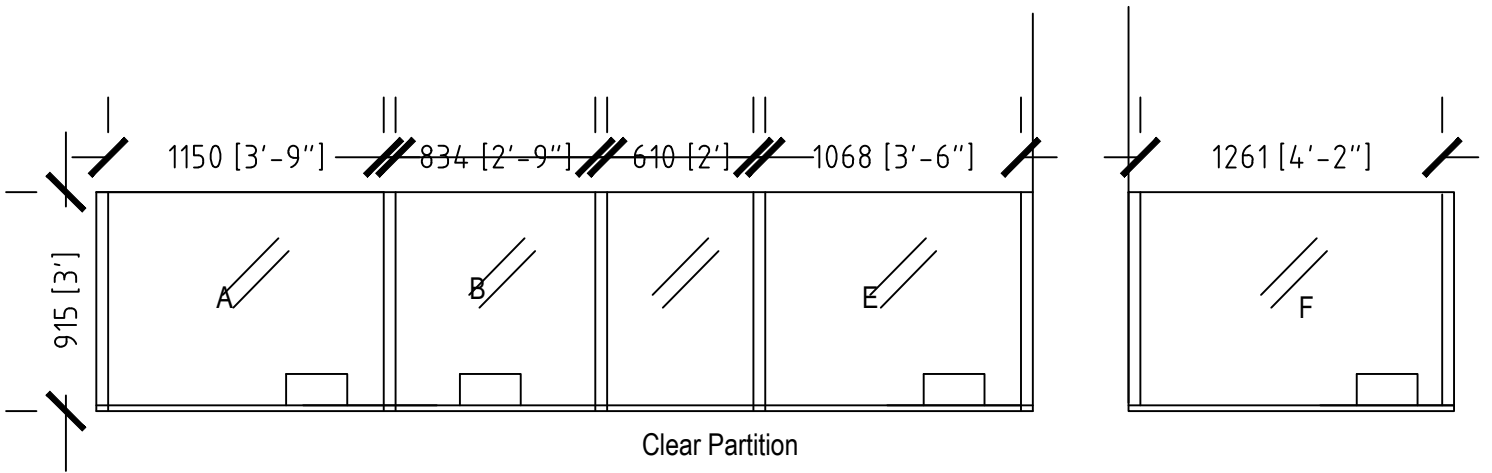 1150 [3'-9"]
834 [2'-9"]
610 [2']
1068 [3'-6"]
1261 [4'-2"]
915 [3']
A
B
E
F
Clear Partition